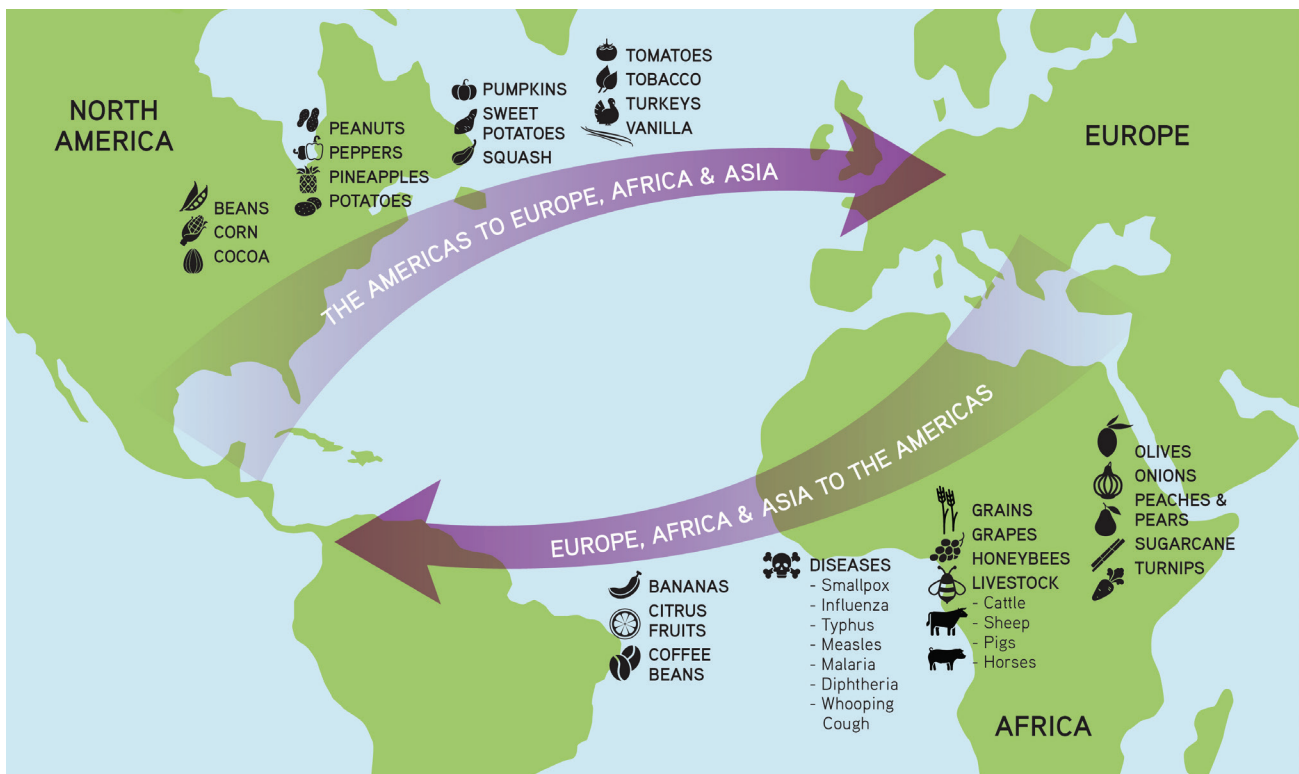 NORTH
AMERICA
BEANS
CORN
COCOA
PEANUTS
PEPPERS
PINEAPPLES
POTATOES
PUMPKINS
SWEET
POTATOES
SQUASH
TOMATOES
TOBACCO
TURKEYS
VANILLA
EUROPE
THE AMERICAS TO EUROPE, AFRICA & ASIA
EUROPE, AFRICA & ASIA TO THE AMERICAS
BANANAS
CITRUS
FRUITS
COFFEE
BEANS
DISEASES
- Smallpox
- Influenza
- Typhus
- Measles
- Malaria
- Diphtheria
- Whooping
Cough
GRAINS
GRAPES
HONEYBEES
LIVESTOCK
- Cattle
- Sheep
- Pigs
- Horses
OLIVES
ONIONS
PEACHES &
PEARS
SUGARCANE
TURNIPS
AFRICA